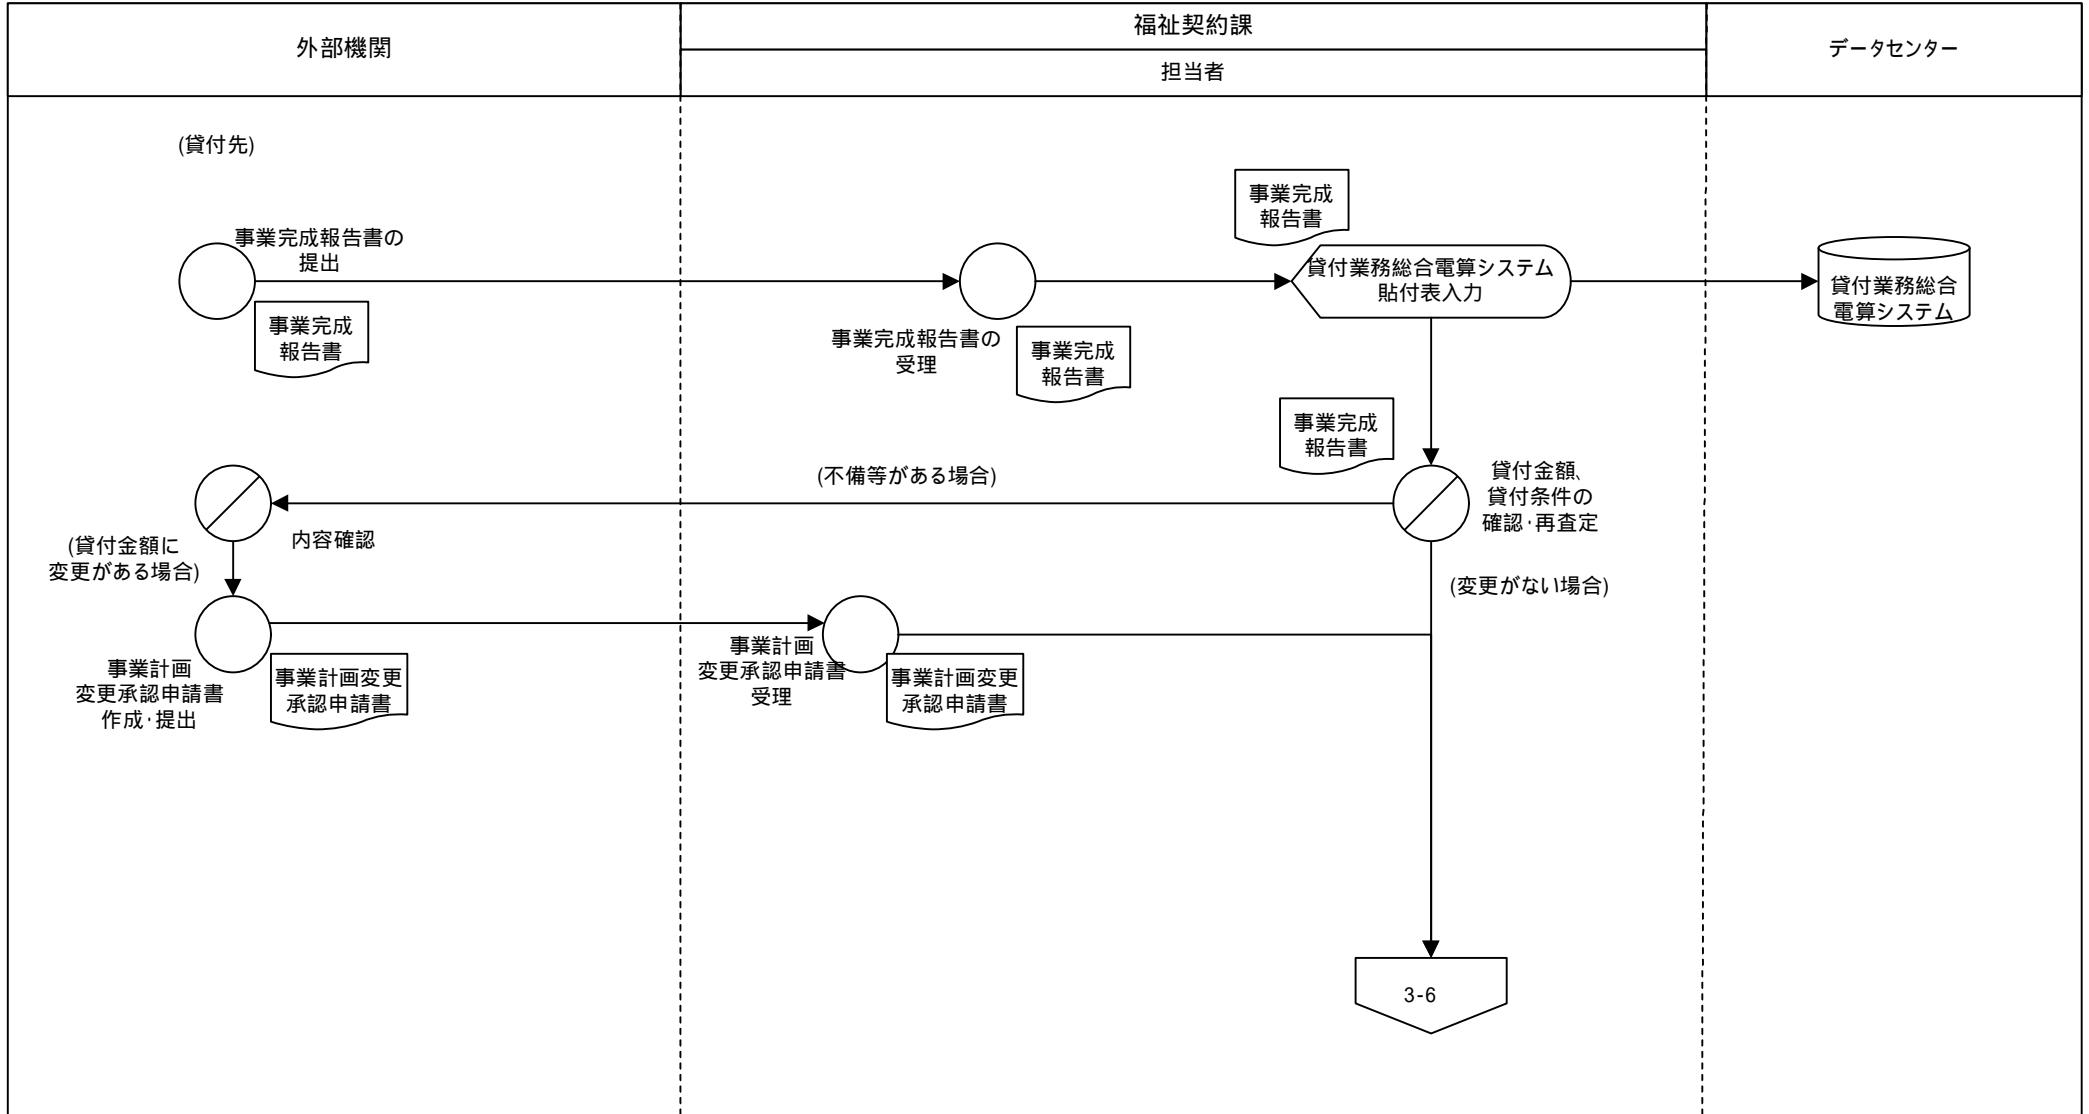 外部機関
福祉契約課
担当者
データセンター
(貸付先)
事業完成報告書の
提出
事業完成
報告書
事業完成報告書の
受理
事業完成
報告書
事業完成
報告書
貸付業務総合電算システム
貼付表入力
貸付業務総合
電算システム
事業完成
報告書
(不備等がある場合)
貸付金額、
貸付条件の
確認・再査定
内容確認
(貸付金額に
変更がある場合)
(変更がない場合)
事業計画
変更承認申請書
作成・提出
事業計画変更
承認申請書
事業計画
変更承認申請書
受理
事業計画変更
承認申請書
3-6